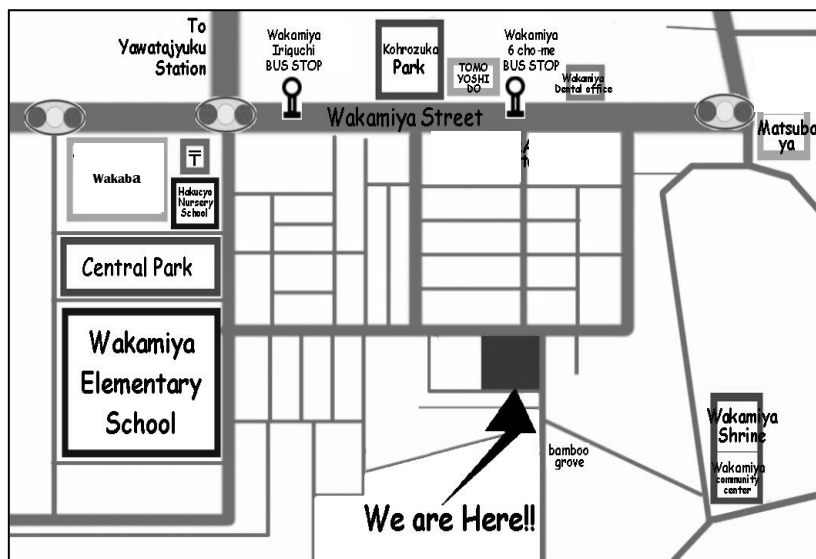 To
Yawatajyuku
Station
Wakamiya
Iriguchi
BUS STOP
Kohrozuka
Park
TOMO
YOSHI
DO
Wakamiya
6 cho-me
BUS STOP
Wakamiya
Dental office
Wakamiya Street
Matsuba
ya
Wakaba
〒
Hakucyo
Nursery
School
Central Park
Wakamiya
Elementary
School
Wakamiya
Shrine
Wakamiya
community
center
bamboo
grove
We are Here!!